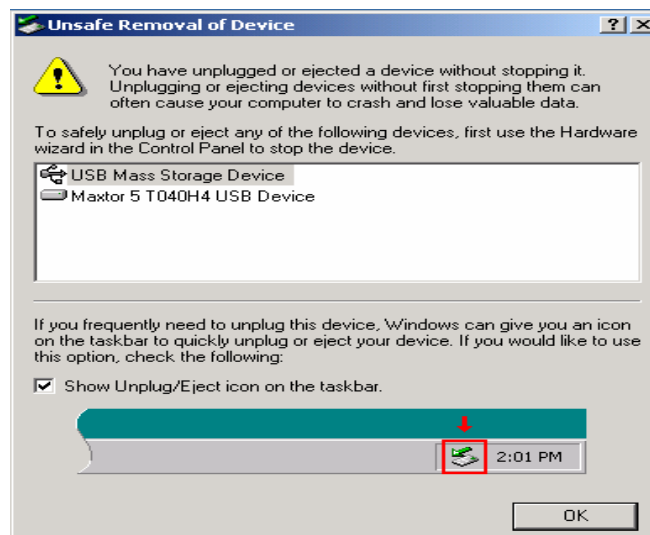 Unsafe Removal of Device
You have unplugged or ejected a device without stopping it.
Unplugging or ejecting devices without first stopping them can
often cause your computer to crash and lose valuable data.
To safely unplug or eject any of the following devices, first use the Hardware
wizard in the Control Panel to stop the device.
USB Mass Storage Device
Maxtor 5 T040H4 USB Device
If you frequently need to unplug this device, Windows can give you an icon
on the taskbar to quickly unplug or eject your device. If you would like to use
this option, check the following:
Show Unplug/Eject icon on the taskbar.
2:01 PM
OK